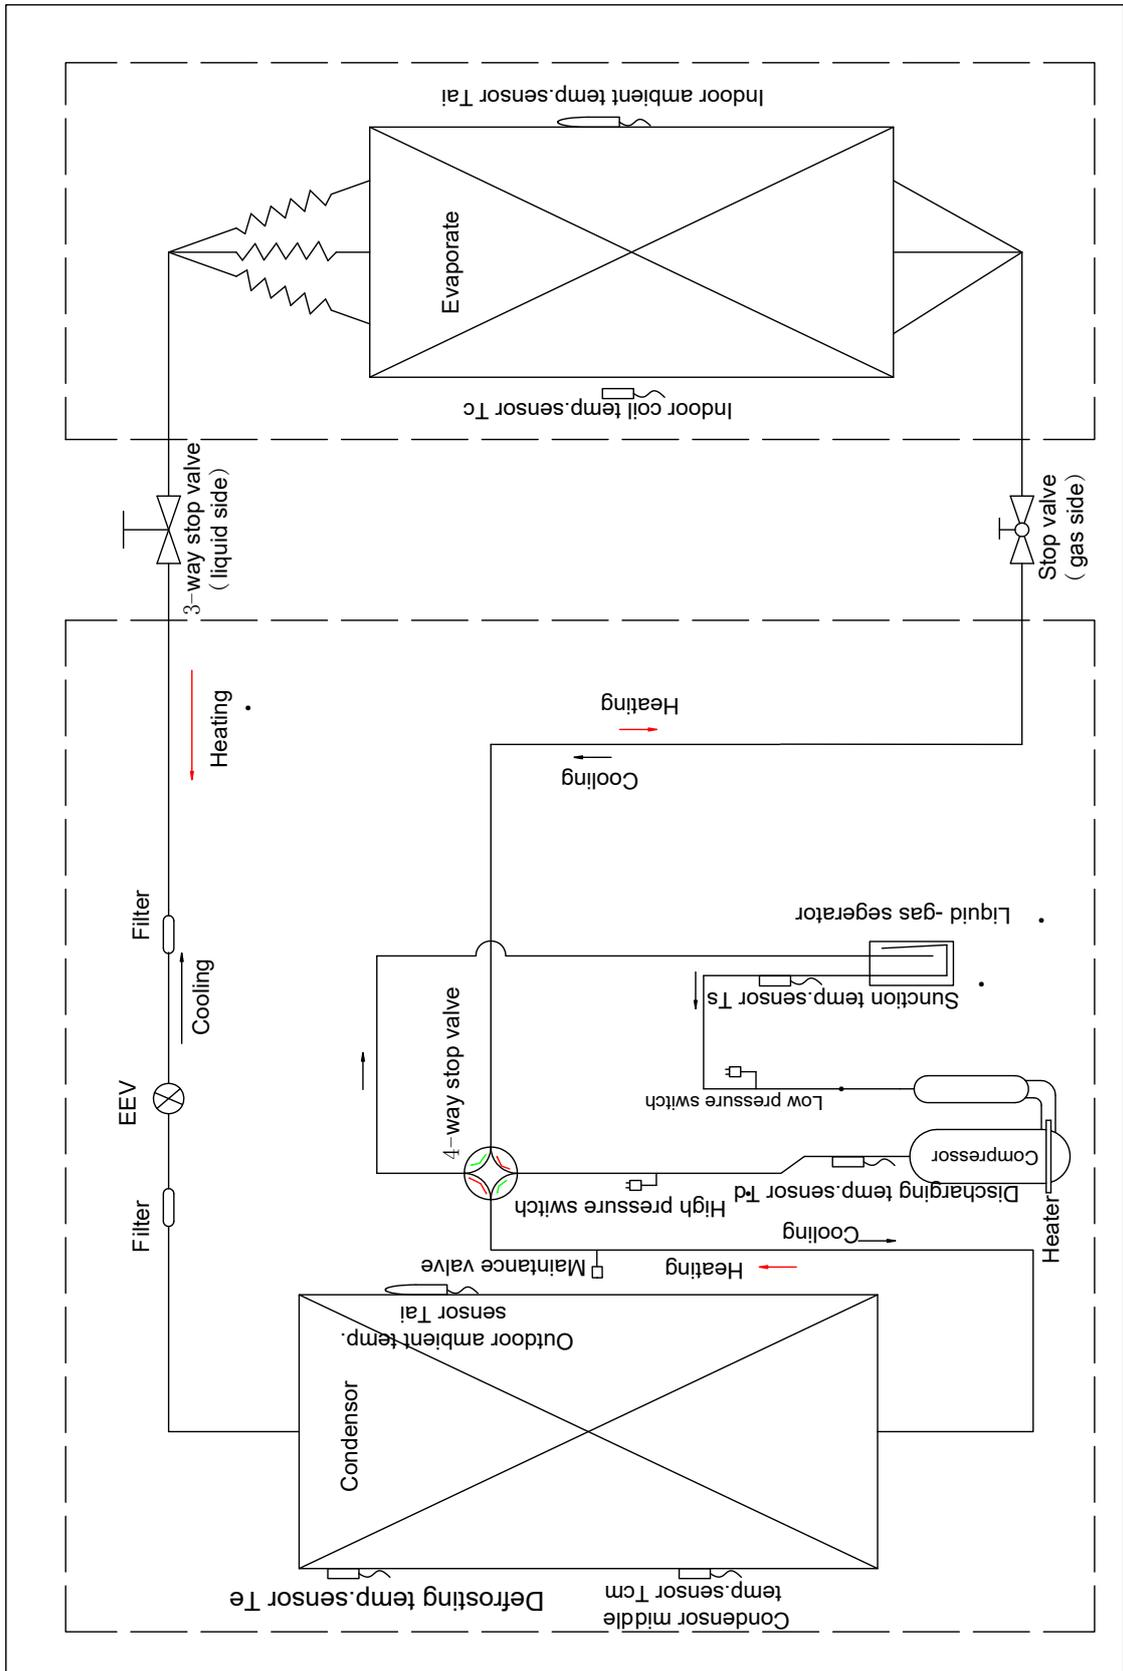 Indoor ambient temp.sensor Tai
Evaporate
Indoor coil temp.sensor Tc
3-way stop valve
(liquid side)
Stop valve
(gas side)
Heating
Heating
Cooling
Filter
Cooling
EEV
Filter
Liquid -gas segerator
Sunction temp.sensor Ts
4-way stop valve
Low pressure switch
Compressor
Discharging temp.sensor Td
High pressure switch
Heater
Cooling
Heating
Maintance valve
Outdoor ambient temp.
sensor Tai
Condensor
Defrosting temp.sensor Te
Condensor middle
temp.sensor Tcm